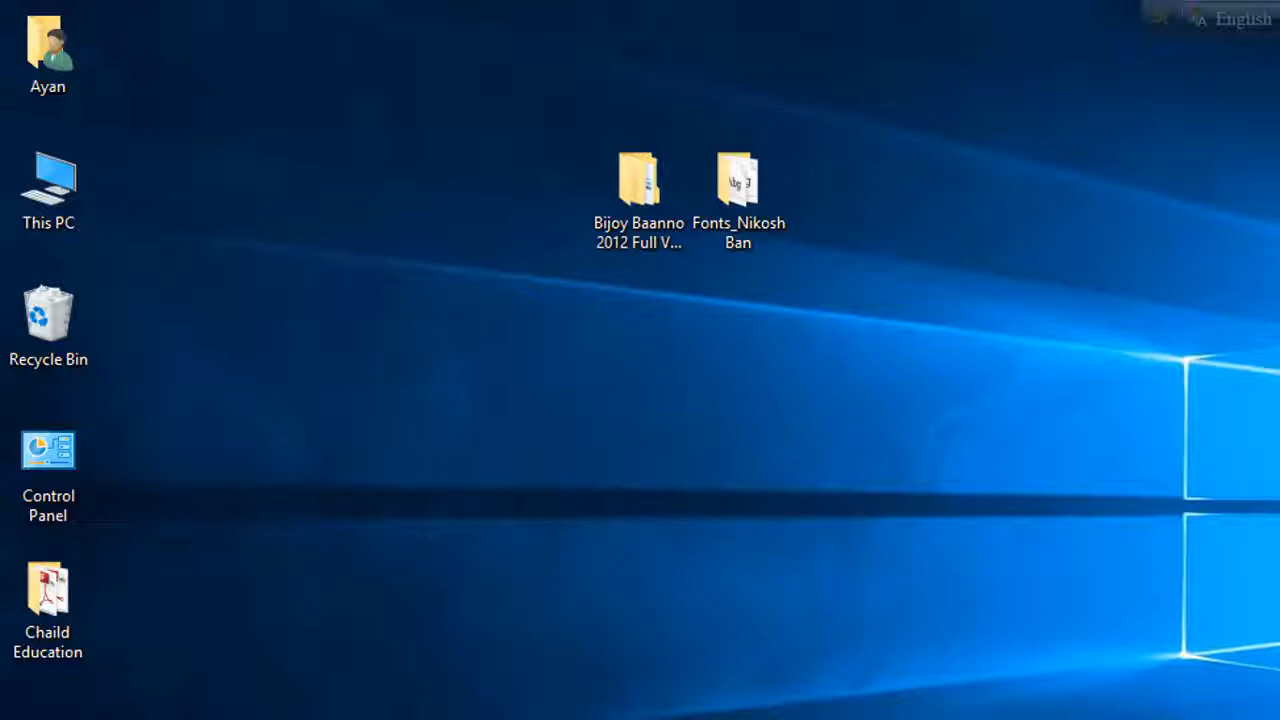 Ayan
This PC
Recycle Bin
Control
Panel
Chaild
Education
Bijoy Baanno
2012 Full V...
Fonts_Nikosh
Ban
English